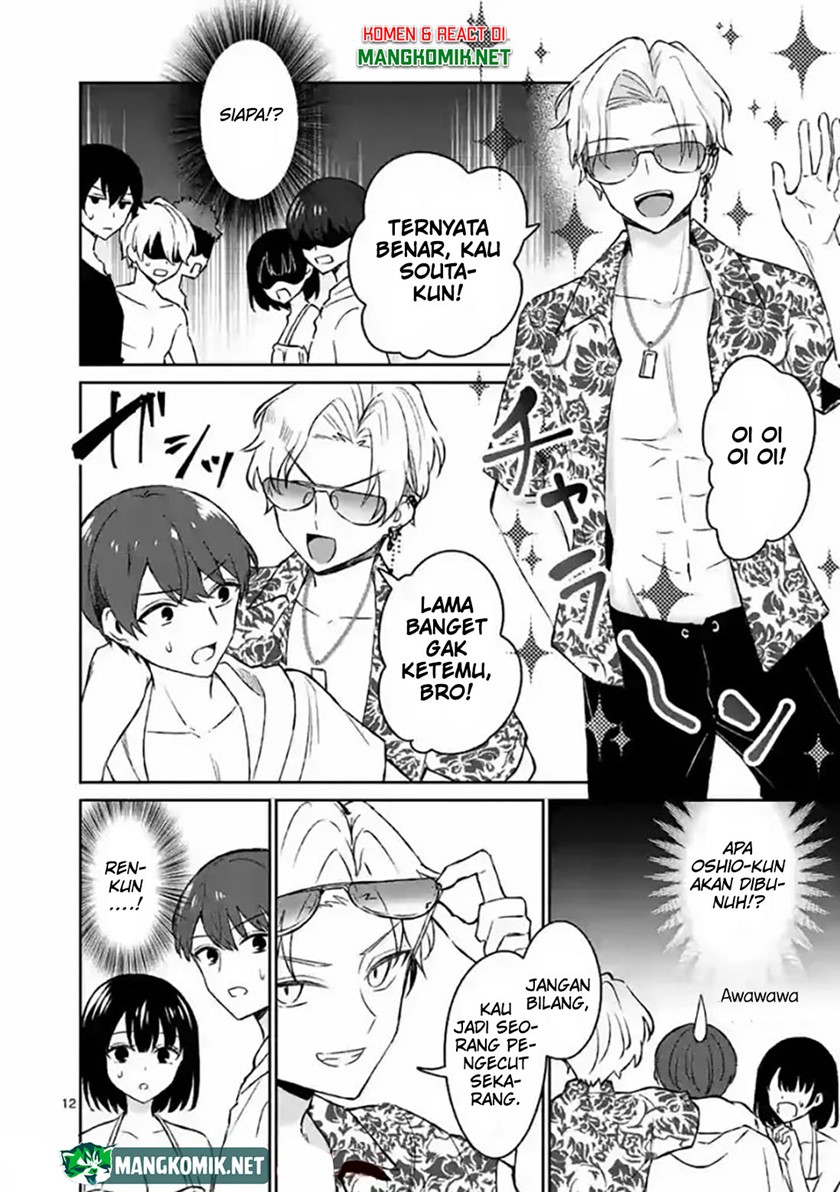 KOMEN & REACT DI
MANGKOMIK.NET
OI OI
OI OI!
チャラ
TERNYATA
BENAR, KAU
SOUTA-
KUN!
SIAPA!?
ガシッ
LAMA
BANGET
GAK
KETEMU,
BRO!
APA
OSHIO-KUN
AKAN DIBU-
NUH!?
Awawawa
JANGAN
BILANG,
KAU
JADI SEO-
RANG PE-
NGECUT
SEKA-
RANG.
REN-
KUN
....!
12
MANGKOMIK.NET